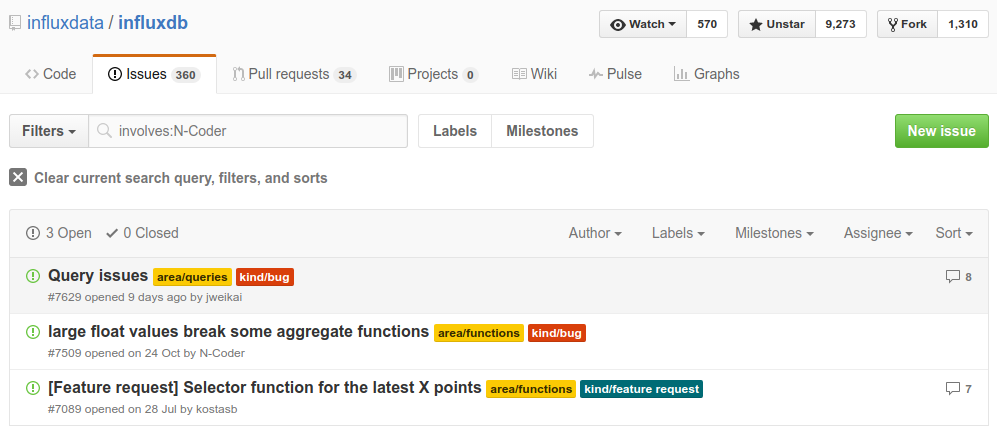 influxdata / influxdb Watch 570 Unstar 9,273 Fork 1,310
Code Issues 360 Pull requests 34 Projects 0 Wiki Pulse Graphs
Filters involves:N-Coder Labels Milestones New issue
Clear current search query, filters, and sorts
3 Open 0 Closed Author Labels Milestones Assignee Sort
Query issues area/queries kind/bug 8
#7629 opened 9 days ago by jweikai
large float values break some aggregate functions area/functions kind/bug
#7509 opened on 24 Oct by N-Coder
[Feature request] Selector function for the latest X points area/functions kind/feature request 7
#7089 opened on 28 Jul by kostasb